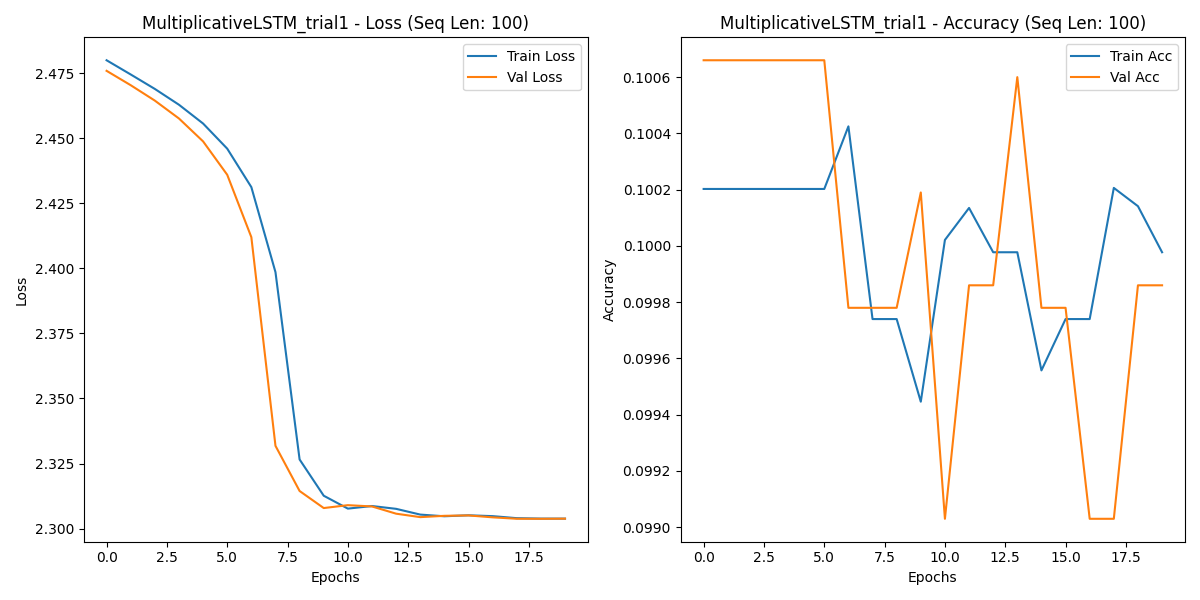 MultiplicativeLSTM_trial1 - Loss (Seq Len: 100)
Train Loss
Val Loss
2.475
2.450
2.425
2.400
2.375
2.350
2.325
2.300
Loss
0.0 2.5 5.0 7.5 10.0 12.5 15.0 17.5
Epochs
MultiplicativeLSTM_trial1 - Accuracy (Seq Len: 100)
Train Acc
Val Acc
0.1006
0.1004
0.1002
0.1000
0.0998
0.0996
0.0994
0.0992
0.0990
Accuracy
0.0 2.5 5.0 7.5 10.0 12.5 15.0 17.5
Epochs